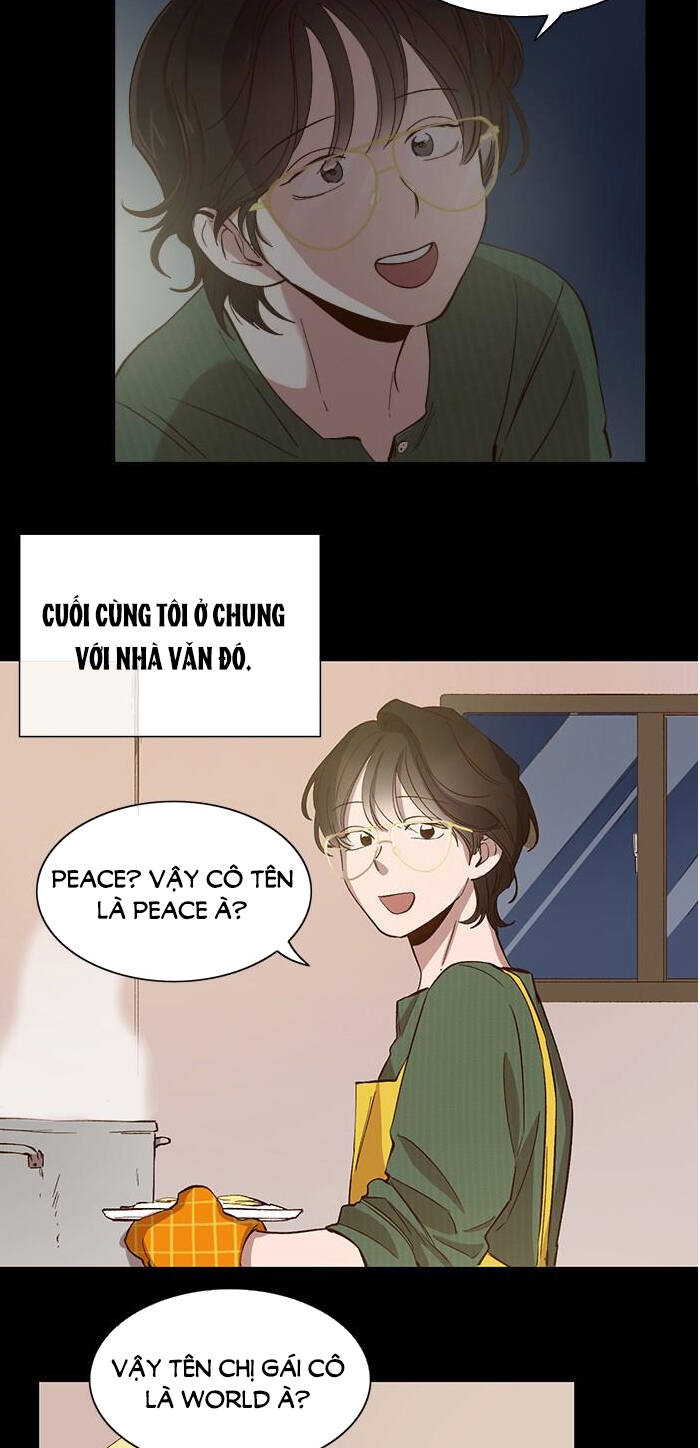 CUỐI CÙNG TÔI Ở CHUNG
VỚI NHÀ VĂN ĐÓ.
PEACE? VẬY CÔ TÊN
LÀ PEACE À?
VẬY TÊN CHỊ GÁI CÔ
LÀ WORLD À?